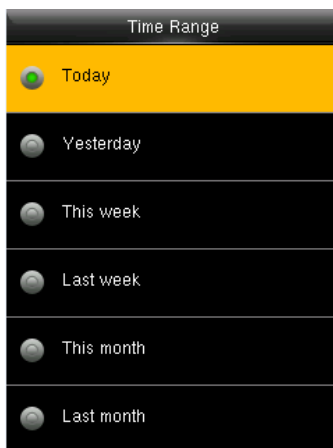 Time Range
Today
Yesterday
This week
Last week
This month
Last month